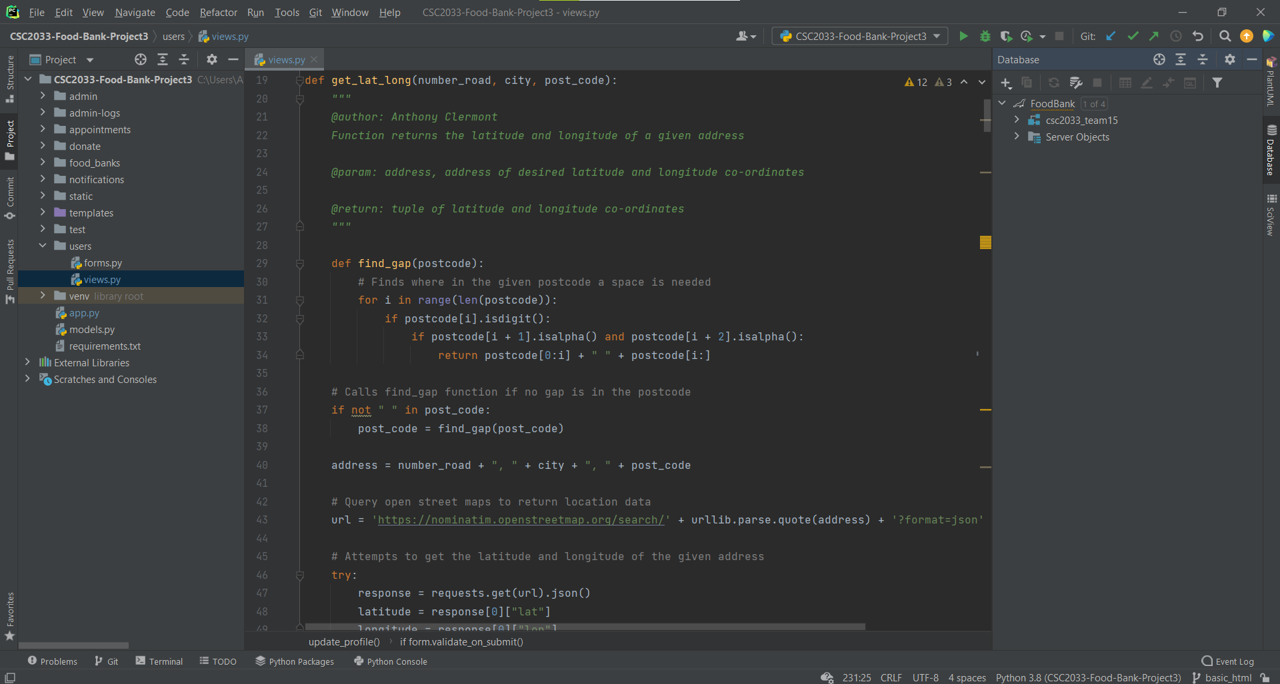 File Edit View Navigate Code Refactor Run Tools Git Window Help CSC2033-Food-Bank-Project3 - views.py
CSC2033-Food-Bank-Project3 users views.py CSC2033-Food-Bank-Project3 Git:
Project views.py Database
CSC2033-Food-Bank-Project3 C:\Users\A
admin
admin-logs
appointments
donate
food_banks
notifications
static
templates
test
users
forms.py
views.py
venv library root
app.py
models.py
requirements.txt
External Libraries
Scratches and Consoles
Structure
Project
Commit
Pull Requests
Favorites
12 3
19 def get_lat_long(number_road, city, post_code):
20 """
21 @author: Anthony Clermont
22 Function returns the latitude and longitude of a given address
23
24 @param: address, address of desired latitude and longitude co-ordinates
25
26 @return: tuple of latitude and longitude co-ordinates
27 """
28
29 def find_gap(postcode):
30 # Finds where in the given postcode a space is needed
31 for i in range(len(postcode)):
32 if postcode[i].isdigit():
33 if postcode[i + 1].isalpha() and postcode[i + 2].isalpha():
34 return postcode[0:i] + " " + postcode[i:]
35
36 # Calls find_gap function if no gap is in the postcode
37 if not " " in post_code:
38 post_code = find_gap(post_code)
39
40 address = number_road + ", " + city + ", " + post_code
41
42 # Query open street maps to return location data
43 url = 'https://nominatim.openstreetmap.org/search/' + urllib.parse.quote(address) + '?format=json'
44
45 # Attempts to get the latitude and longitude of the given address
46 try:
47 response = requests.get(url).json()
48 latitude = response[0]["lat"]
49 longitude = response[0]["lon"]
update_profile() if form.validate_on_submit()
FoodBank 1 of 4
csc2033_team15
Server Objects
PlantUML
Database
SciView
Problems Git Terminal TODO Python Packages Python Console Event Log
231:25 CRLF UTF-8 4 spaces Python 3.8 (CSC2033-Food-Bank-Project3) basic_html